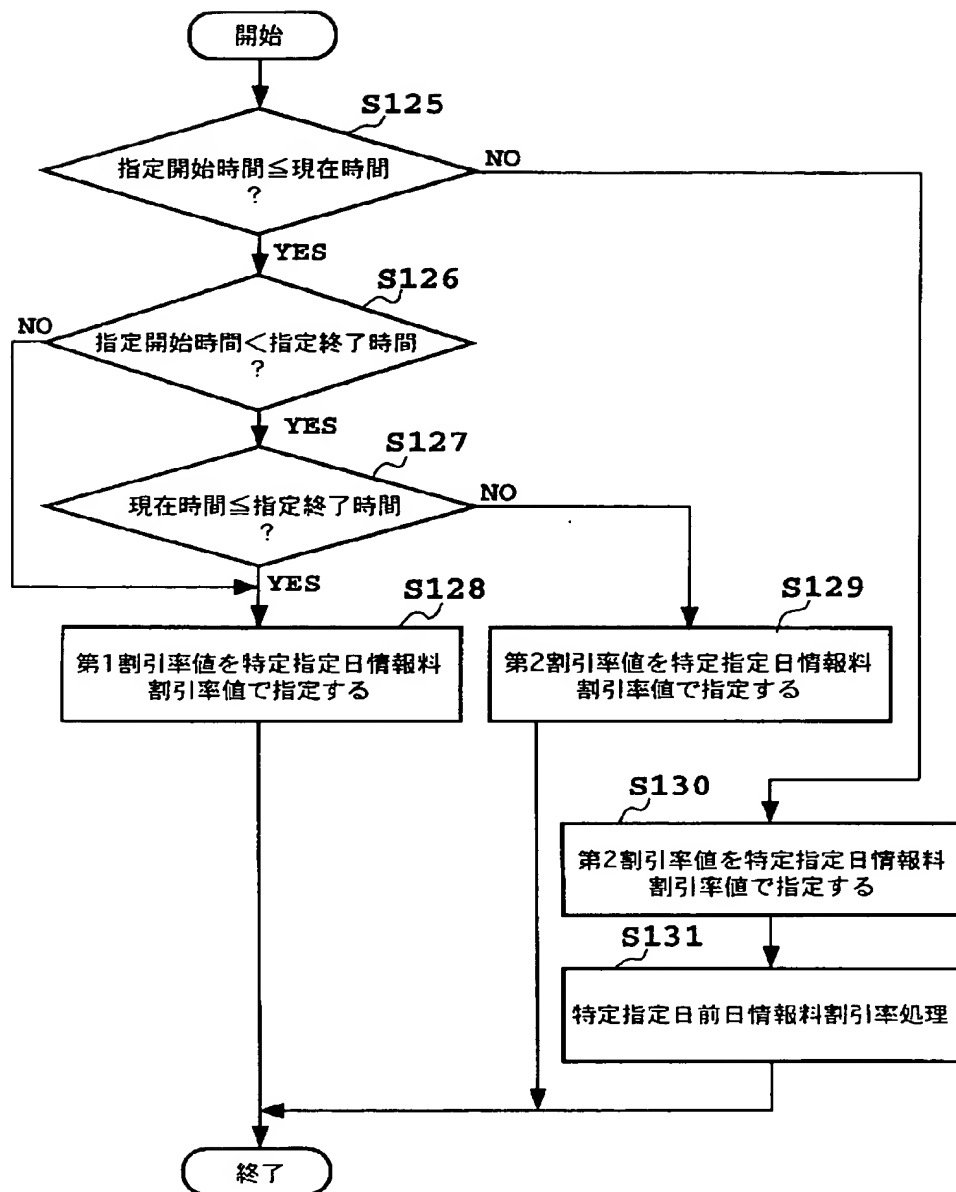 開始
S125
指定開始時間≦現在時間
?
NO
YES
S126
指定開始時間<指定終了時間
?
NO
YES
S127
現在時間≦指定終了時間
?
NO
YES
S128
第1割引率値を特定指定日情報料
割引率値で指定する
S129
第2割引率値を特定指定日情報料
割引率値で指定する
S130
第2割引率値を特定指定日情報料
割引率値で指定する
S131
特定指定日前日情報料割引率処理
終了